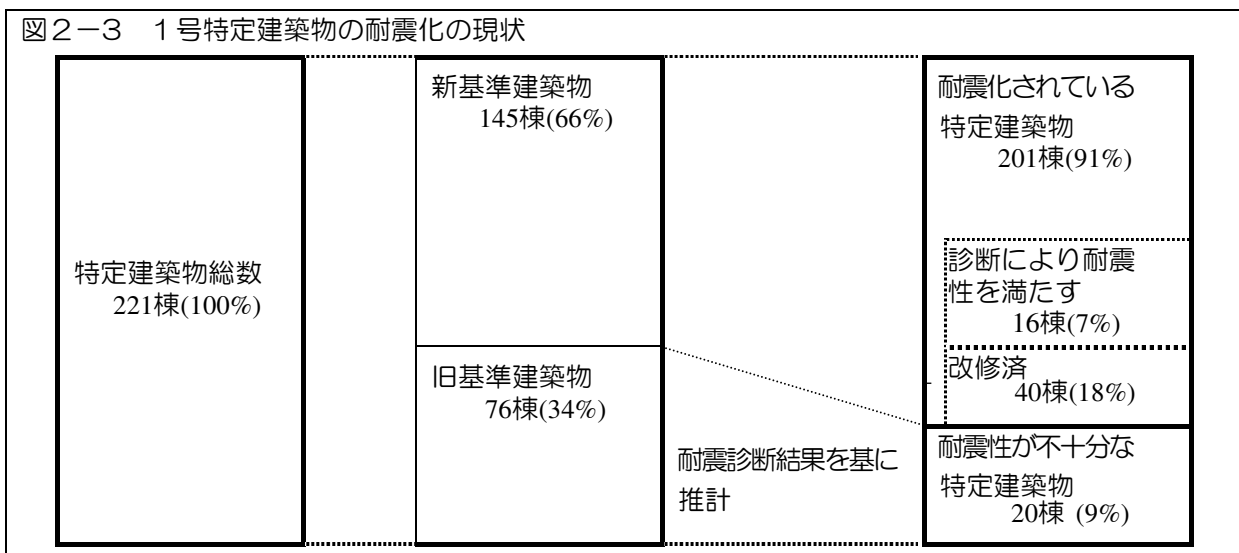 図２－３　１号特定建築物の耐震化の現状
特定建築物総数
221棟(100%)
新基準建築物
145棟(66%)
旧基準建築物
76棟(34%)
耐震診断結果を基に
推計
耐震化されている
特定建築物
201棟(91%)
診断により耐震
性を満たす
16棟(7%)
改修済
40棟(18%)
耐震性が不十分な
特定建築物
20棟 (9%)